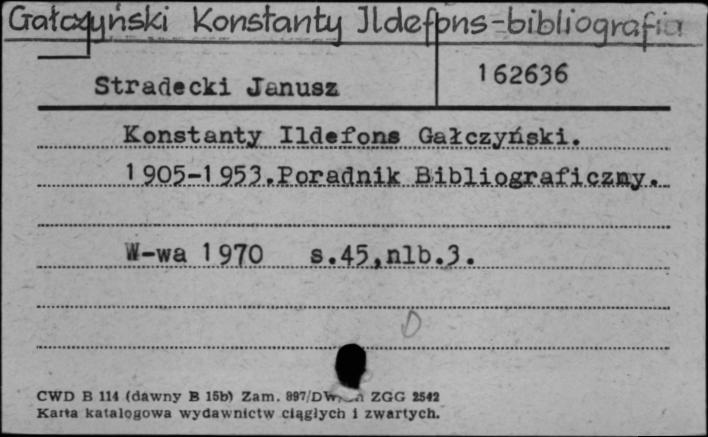 Gałczyński Konstanty Ildefons-bibliografia
Stradecki Janusz
162636
Konstanty Ildefons Gałczyński.
1905-1953.Poradnik Bibliograficzny.
W-wa 1970 s.45,nlb.3.
D
CWD B 114 (dawny B 15b) Zam. 897/DW ZGG 2542
Karta katalogowa wydawnictw ciągłych i zwartych.